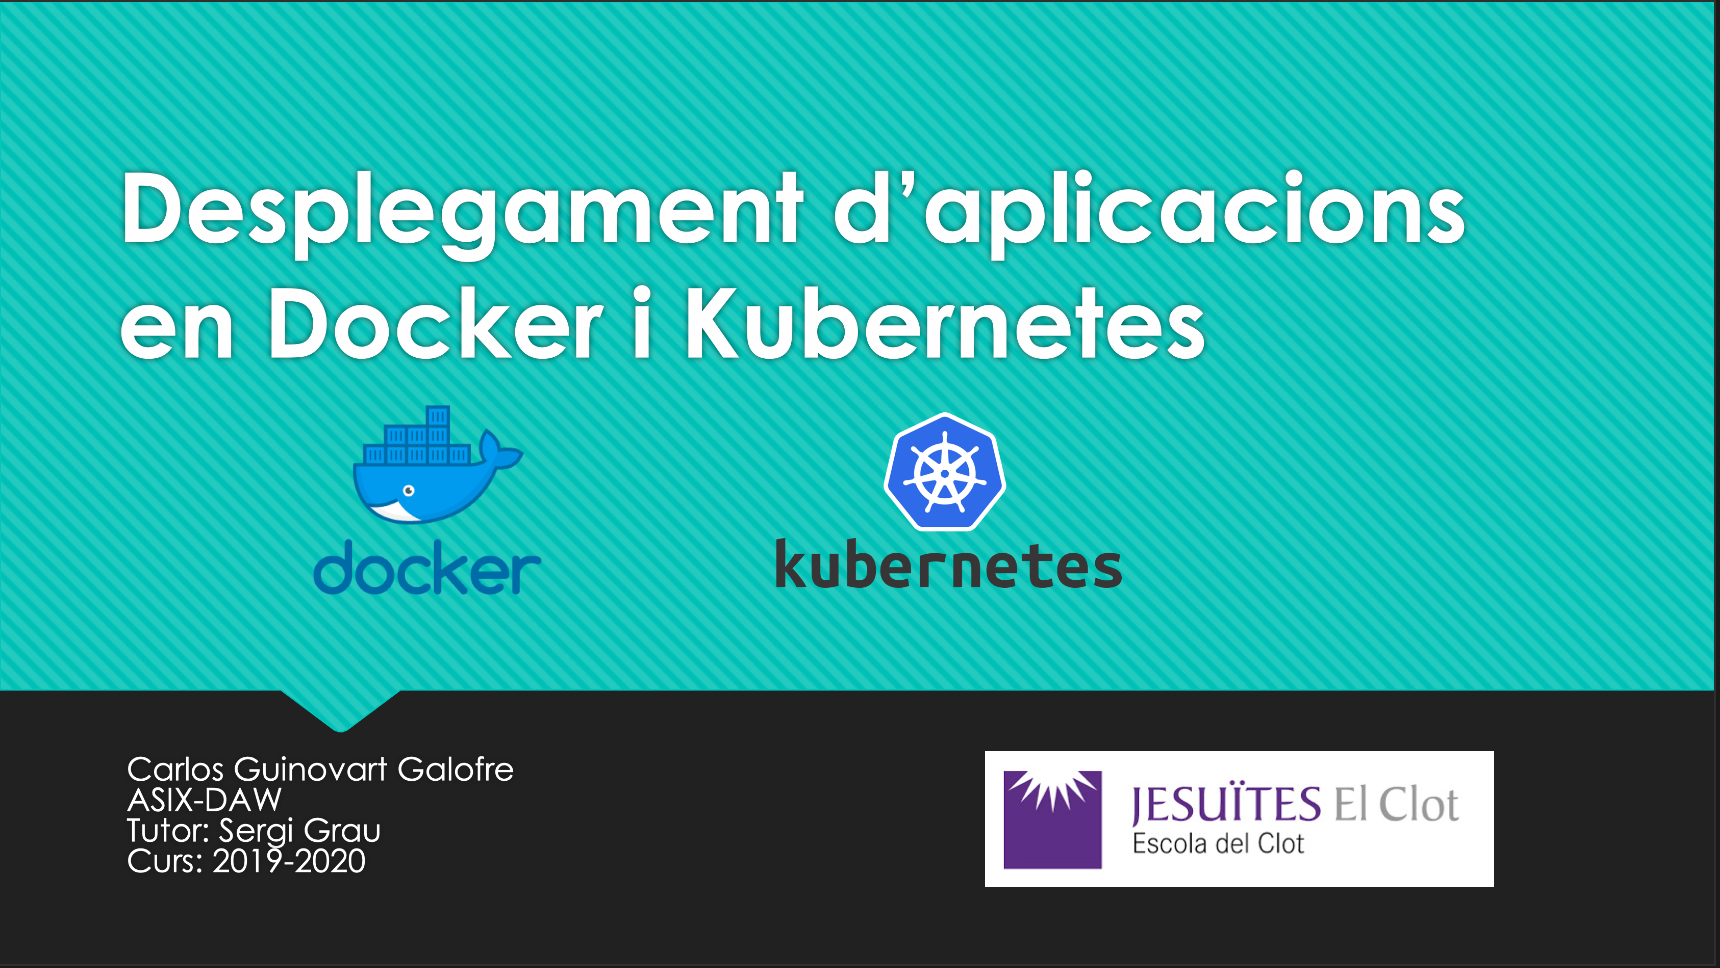 Desplegament d’aplicacions
en Docker i Kubernetes
docker
kubernetes
Carlos Guinovart Galofre
ASIX-DAW
Tutor: Sergi Grau
Curs: 2019-2020
JESUÏTES El Clot
Escola del Clot